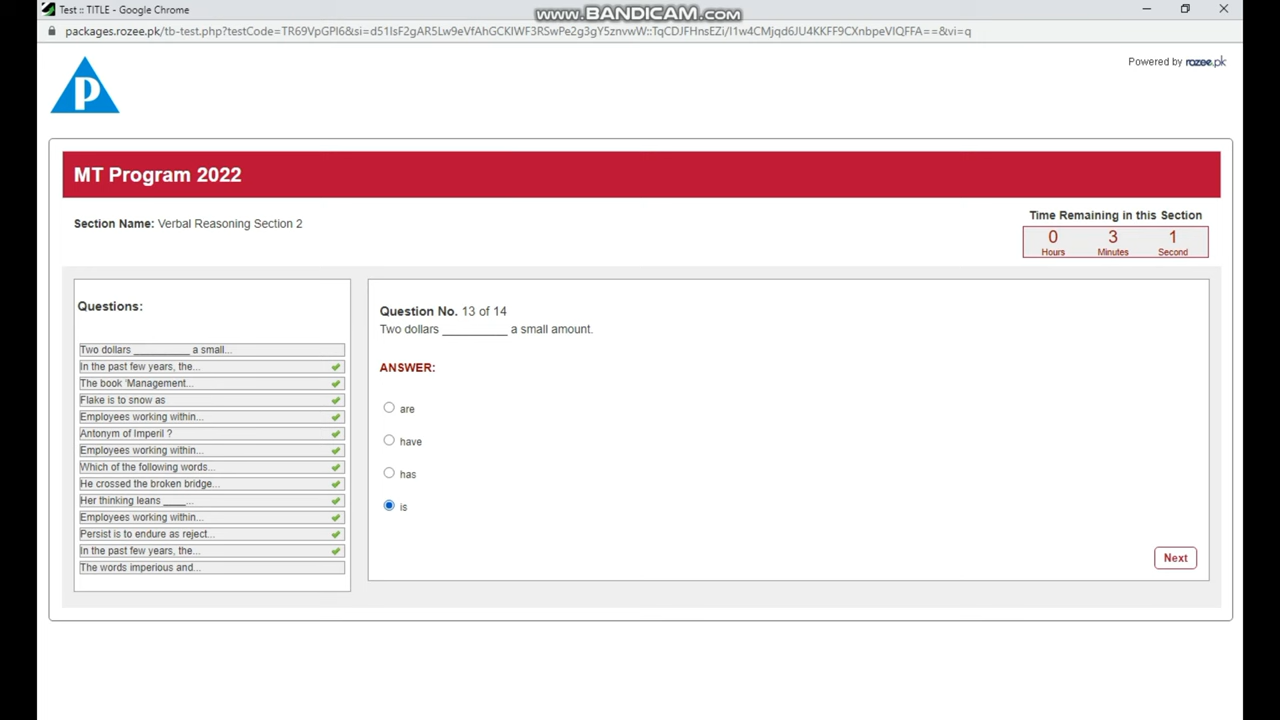 Test :: TITLE - Google Chrome
www.BANDICAM.com
packages.rozee.pk/tb-test.php?testCode=TR69VpGPI6&si=d51IsF2gAR5Lw9eVfAhGCKIWF3RSwPe2g3gY5znvwW::TqCDJFHnsEZi/I1w4CMjqd6JU4KKFF9CXnbpeVIQFFA==&vi=q
P
Powered by rozee.pk
MT Program 2022
Section Name: Verbal Reasoning Section 2
Time Remaining in this Section
0 3 1
Hours Minutes Second
Questions:
Two dollars __________ a small...
In the past few years, the...
The book 'Management...
Flake is to snow as
Employees working within...
Antonym of Imperil ?
Employees working within...
Which of the following words...
He crossed the broken bridge...
Her thinking leans ____...
Employees working within...
Persist is to endure as reject...
In the past few years, the...
The words imperious and...
Question No. 13 of 14
Two dollars __________ a small amount.
ANSWER:
are
have
has
is
Next